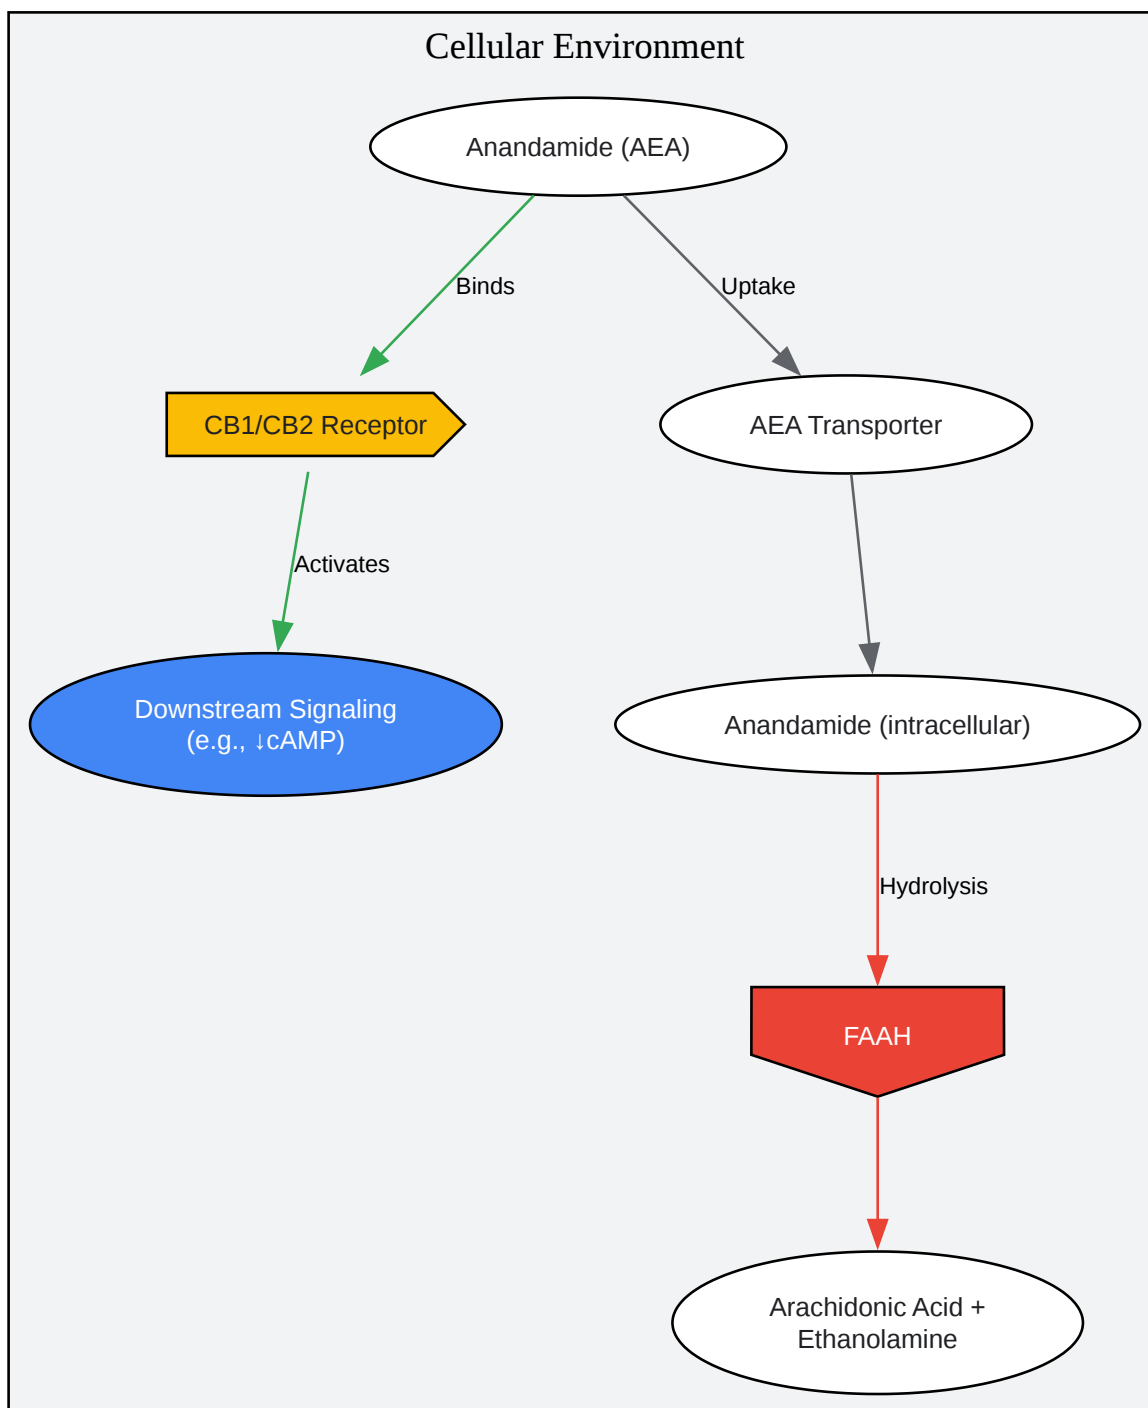 Cellular Environment
Anandamide (AEA)
Binds
Uptake
CB1/CB2 Receptor
AEA Transporter
Activates
Downstream Signaling
(e.g., ↓cAMP)
Anandamide (intracellular)
Hydrolysis
FAAH
Arachidonic Acid +
Ethanolamine